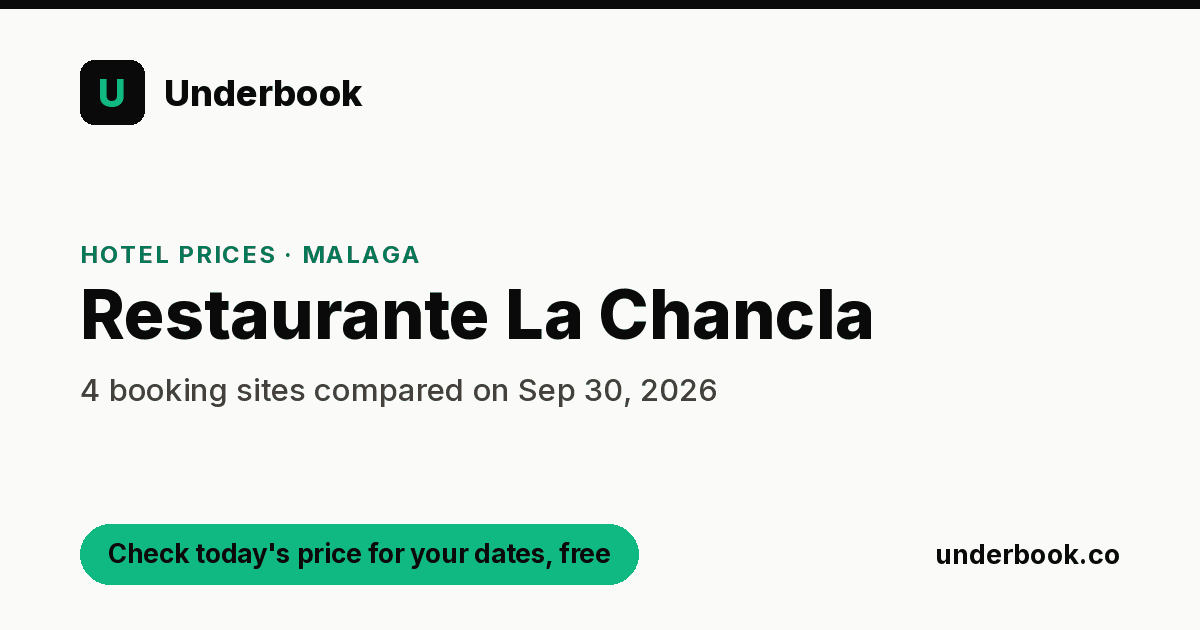 U Underbook
HOTEL PRICES · MALAGA
Restaurante La Chancla
4 booking sites compared on Sep 30, 2026
Check today's price for your dates, free
underbook.co